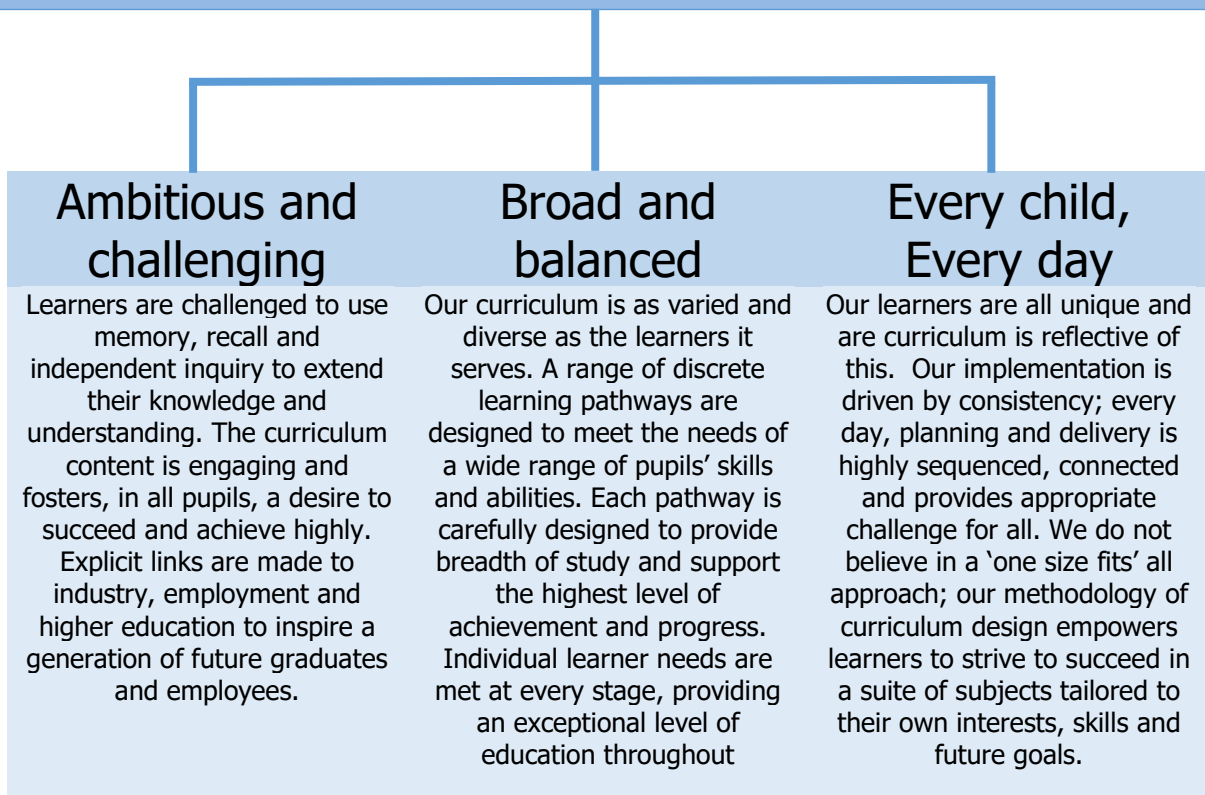 Ambitious and
challenging
Learners are challenged to use
memory, recall and
independent inquiry to extend
their knowledge and
understanding. The curriculum
content is engaging and
fosters, in all pupils, a desire to
succeed and achieve highly.
Explicit links are made to
industry, employment and
higher education to inspire a
generation of future graduates
and employees.
Broad and
balanced
Our curriculum is as varied and
diverse as the learners it
serves. A range of discrete
learning pathways are
designed to meet the needs of
a wide range of pupils’ skills
and abilities. Each pathway is
carefully designed to provide
breadth of study and support
the highest level of
achievement and progress.
Individual learner needs are
met at every stage, providing
an exceptional level of
education throughout
Every child,
Every day
Our learners are all unique and
are curriculum is reflective of
this. Our implementation is
driven by consistency; every
day, planning and delivery is
highly sequenced, connected
and provides appropriate
challenge for all. We do not
believe in a ‘one size fits’ all
approach; our methodology of
curriculum design empowers
learners to strive to succeed in
a suite of subjects tailored to
their own interests, skills and
future goals.